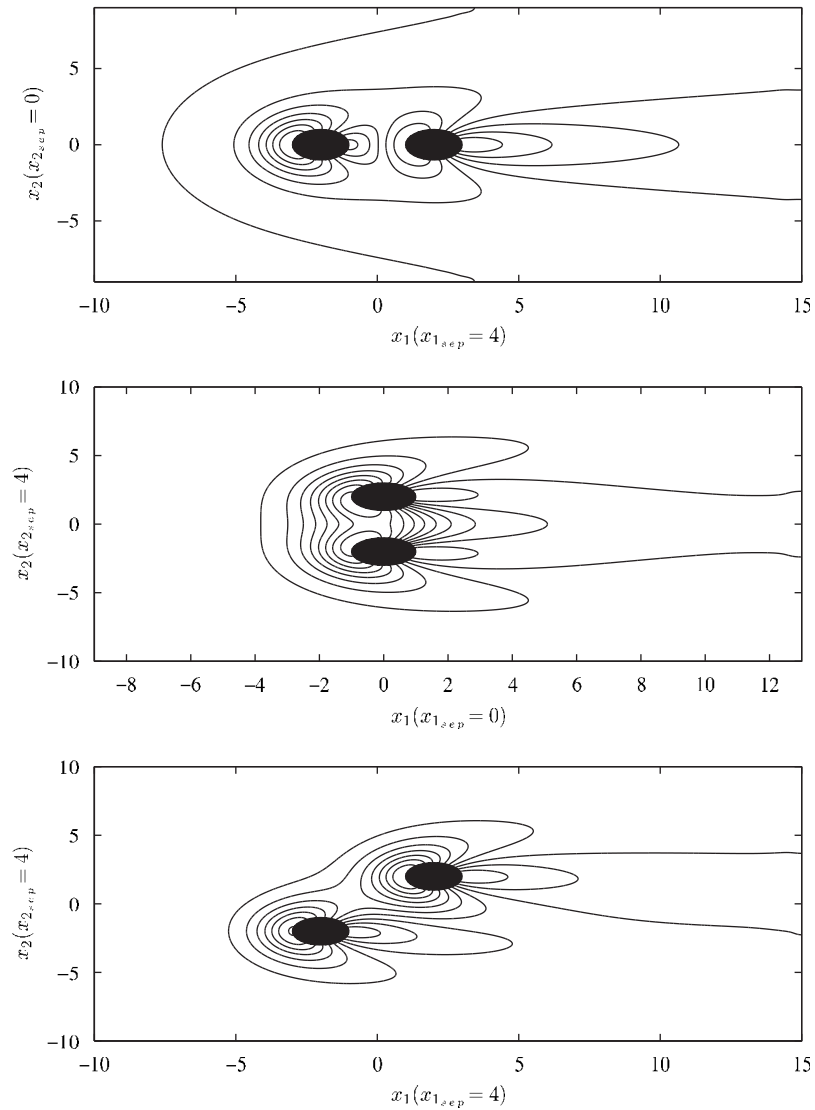 5
0
−5
x₂(x₂ₛₑₚ = 0)
−10 −5 0 5 10 15
x₁(x₁ₛₑₚ = 4)
10
5
0
−5
−10
x₂(x₂ₛₑₚ = 4)
−8 −6 −4 −2 0 2 4 6 8 10 12
x₁(x₁ₛₑₚ = 0)
10
5
0
−5
−10
x₂(x₂ₛₑₚ = 4)
−10 −5 0 5 10 15
x₁(x₁ₛₑₚ = 4)